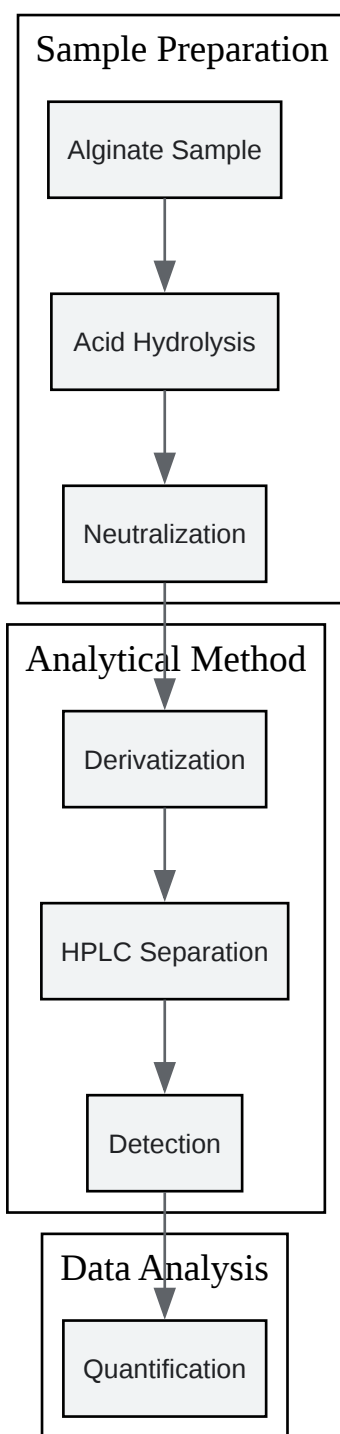 Sample Preparation
Alginate Sample
Acid Hydrolysis
Neutralization
Analytical Method
Derivatization
HPLC Separation
Detection
Data Analysis
Quantification